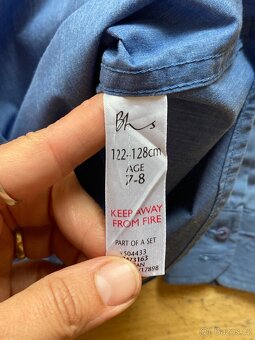 Bhs
122-128cm
AGE
7-8
KEEP AWAY
FROM FIRE
PART OF A SET